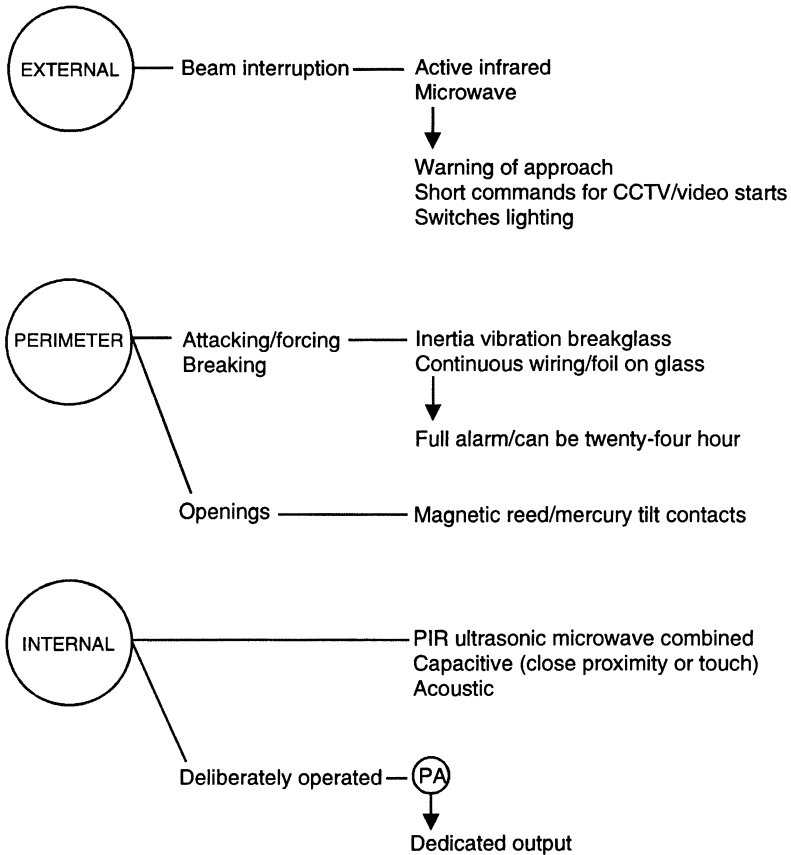 EXTERNAL
Beam interruption
Active infrared
Microwave
Warning of approach
Short commands for CCTV/video starts
Switches lighting
PERIMETER
Attacking/forcing
Breaking
Inertia vibration breakglass
Continuous wiring/foil on glass
Full alarm/can be twenty-four hour
Openings
Magnetic reed/mercury tilt contacts
INTERNAL
PIR ultrasonic microwave combined
Capacitive (close proximity or touch)
Acoustic
Deliberately operated
PA
Dedicated output